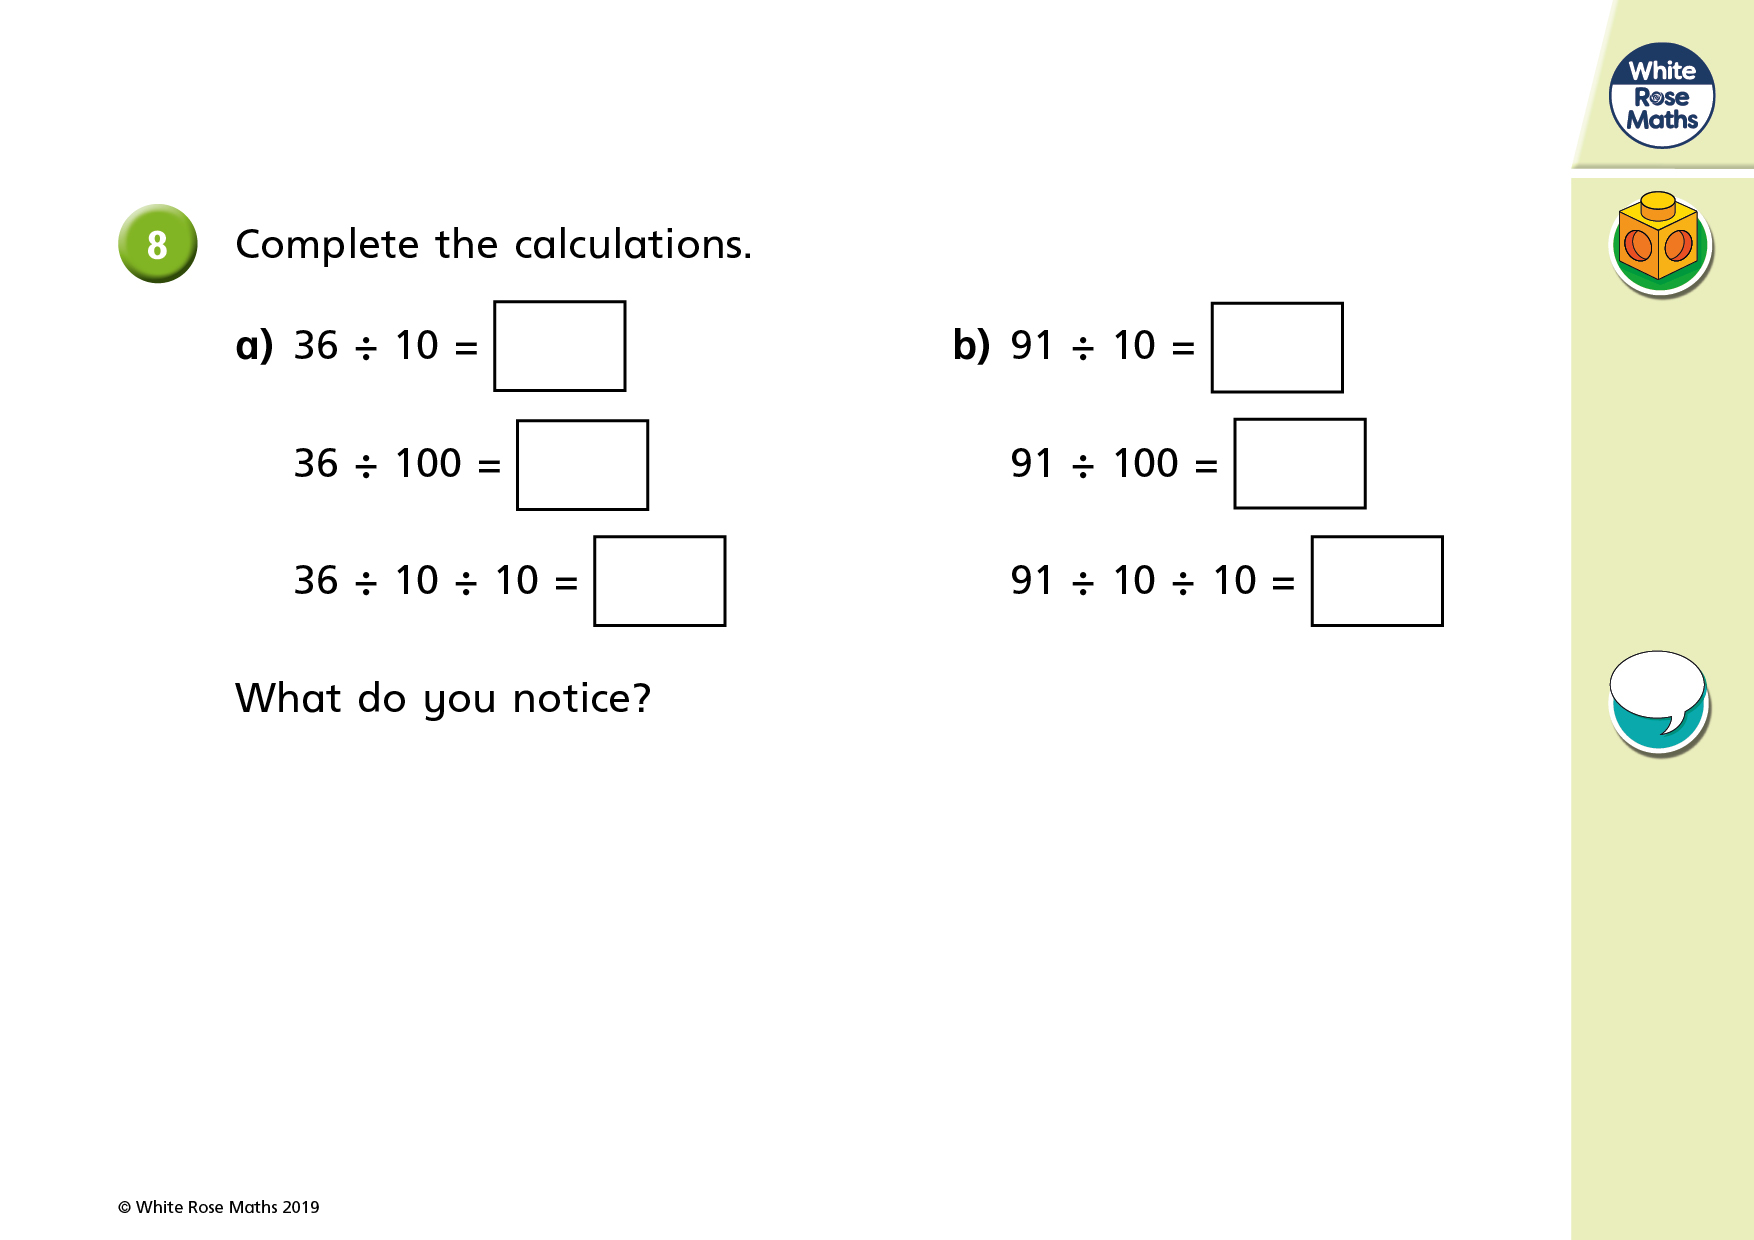 White
Rose
Maths
8 Complete the calculations.
a) 36 ÷ 10 =
36 ÷ 100 =
36 ÷ 10 ÷ 10 =
b) 91 ÷ 10 =
91 ÷ 100 =
91 ÷ 10 ÷ 10 =
What do you notice?
© White Rose Maths 2019